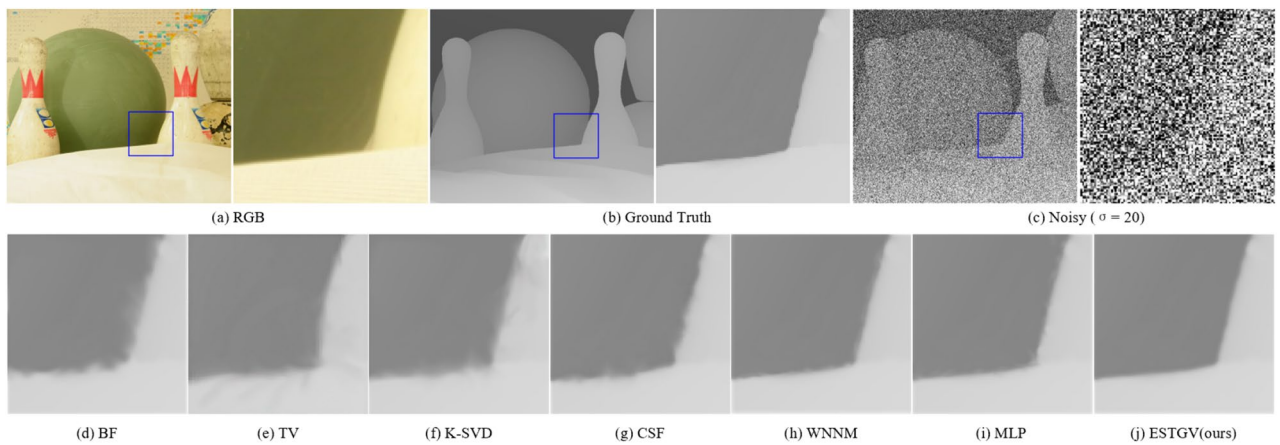 (a) RGB
(b) Ground Truth
(c) Noisy ( σ = 20)
(d) BF
(e) TV
(f) K-SVD
(g) CSF
(h) WNNM
(i) MLP
(j) ESTGV(ours)